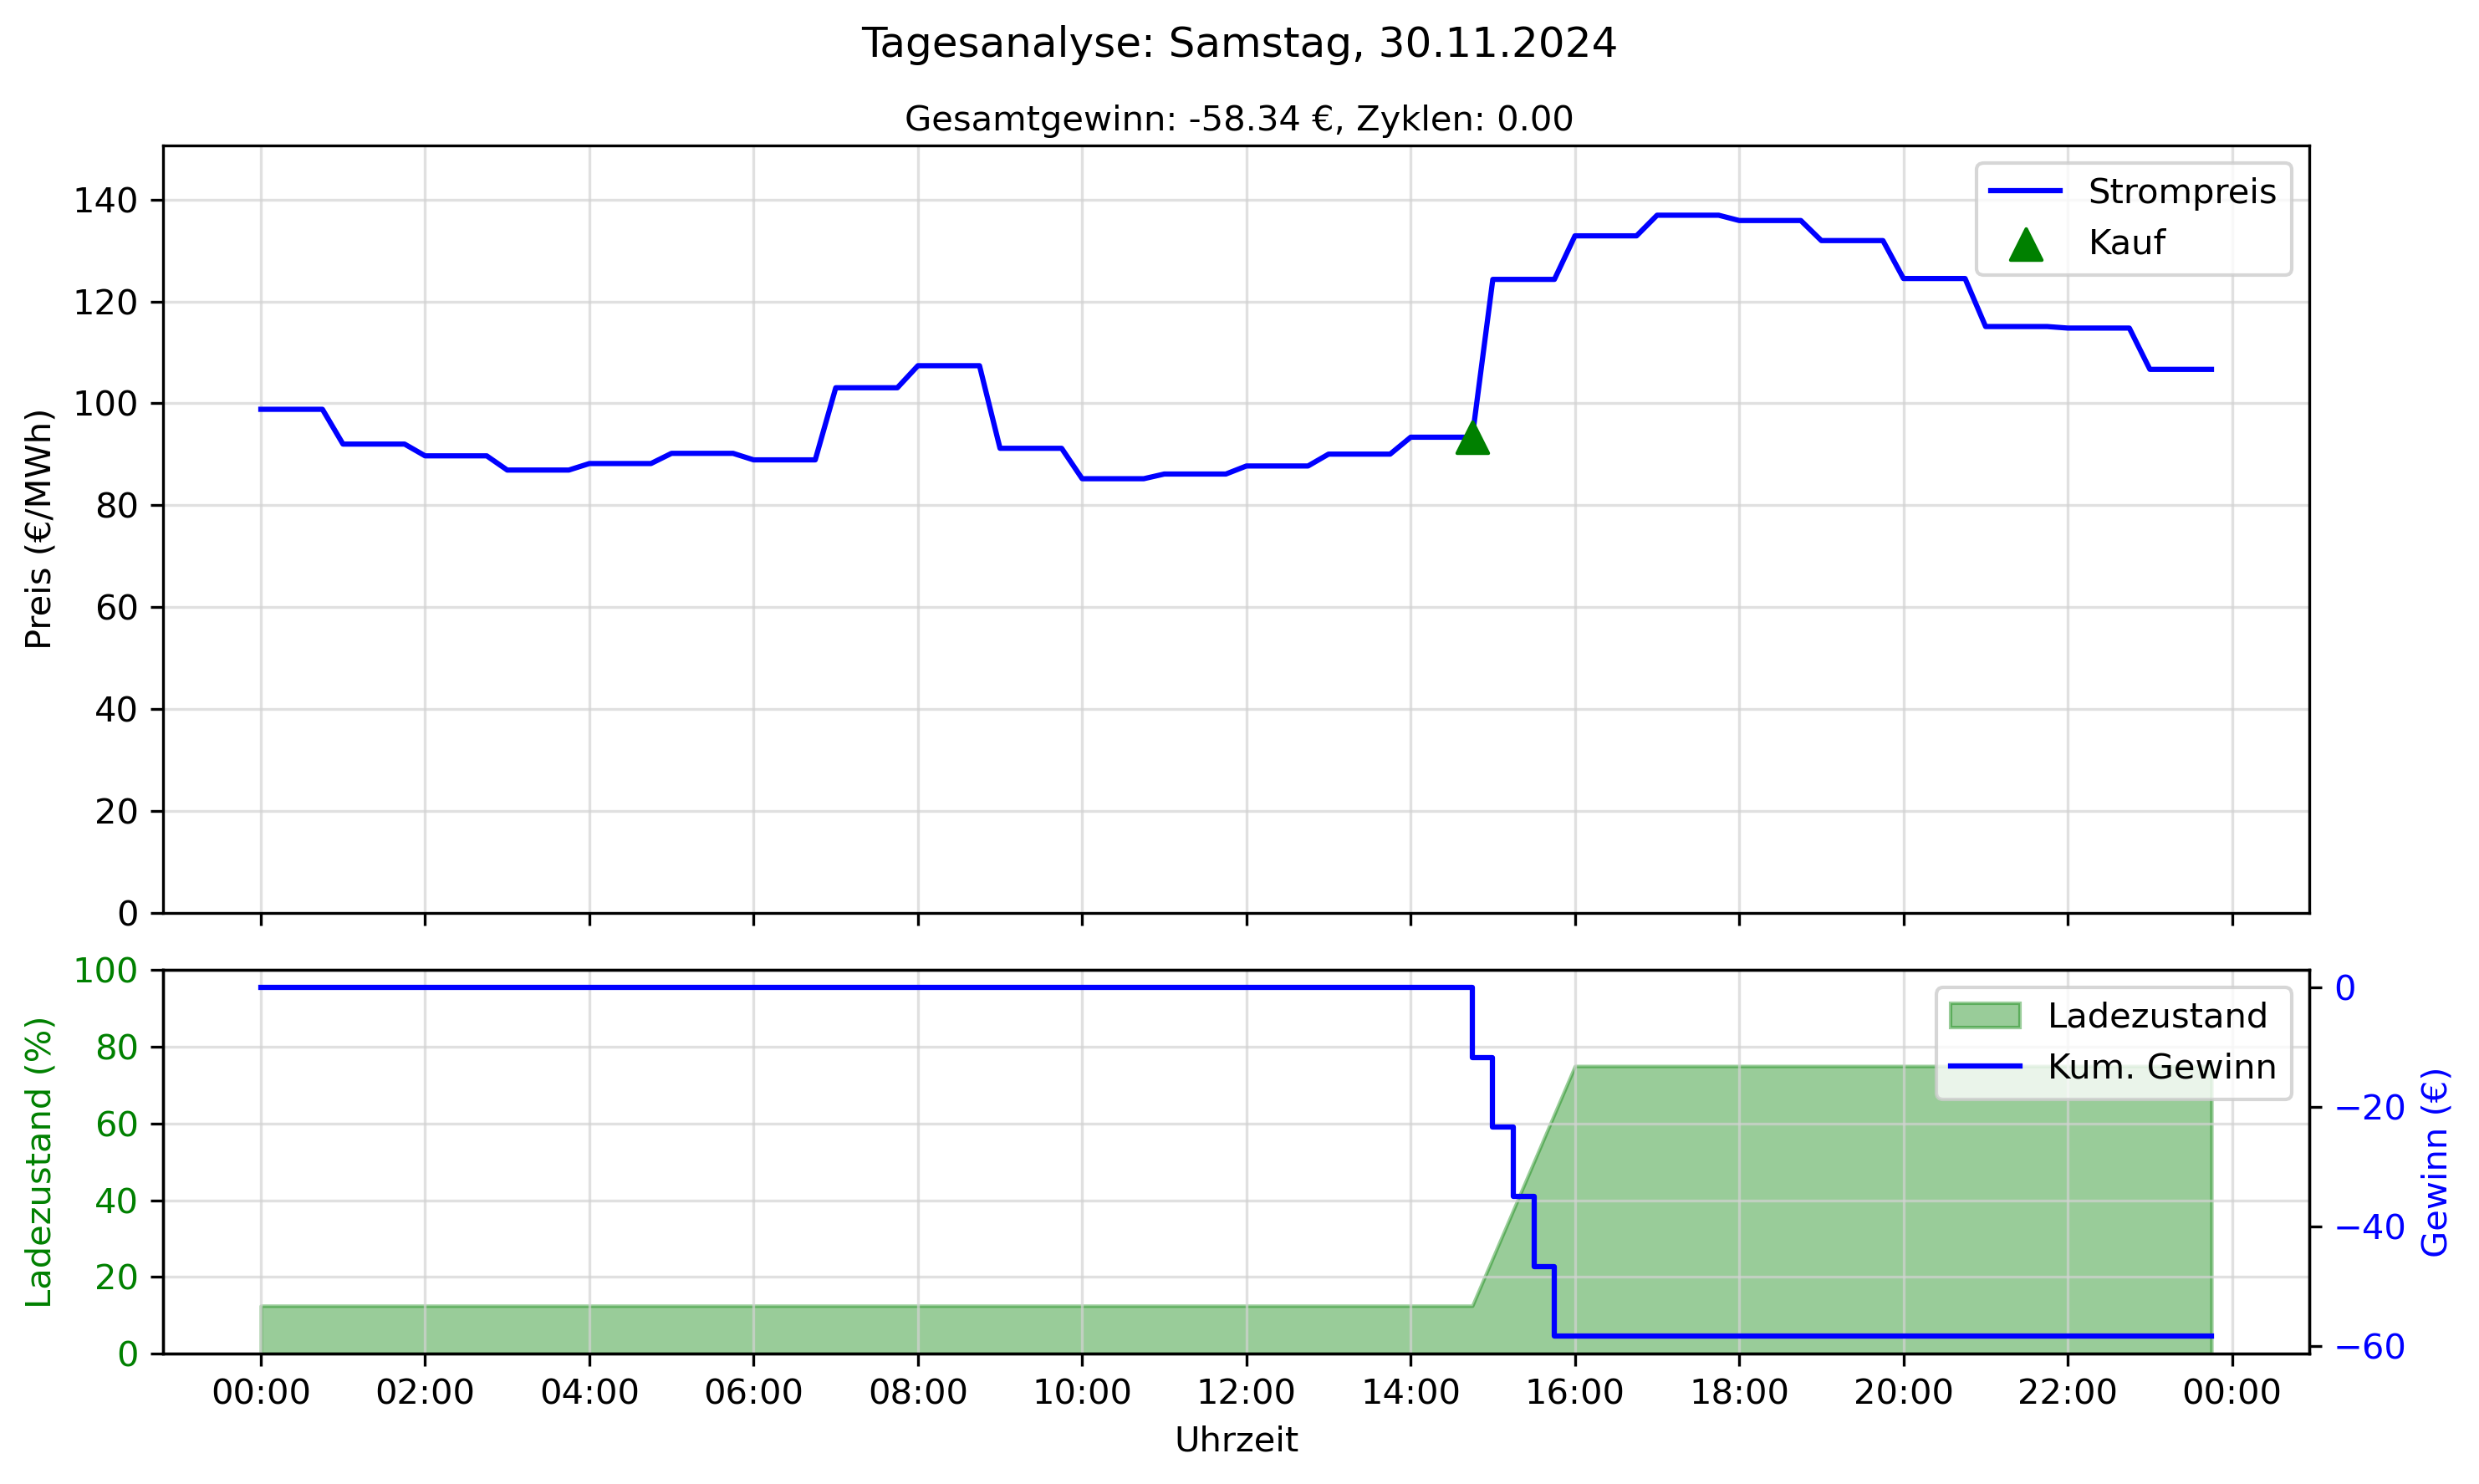 Tagesanalyse: Samstag, 30.11.2024
Gesamtgewinn: -58.34 €, Zyklen: 0.00
Preis (€/MWh)
140
120
100
80
60
40
20
0
Strompreis
Kauf
Ladezustand (%)
100
80
60
40
20
0
Ladezustand
Kum. Gewinn
0
−20
−40
−60
Gewinn (€)
00:00 02:00 04:00 06:00 08:00 10:00 12:00 14:00 16:00 18:00 20:00 22:00 00:00
Uhrzeit